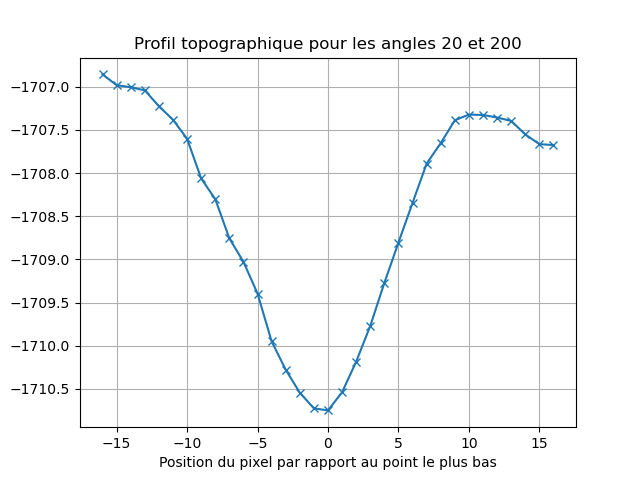 Profil topographique pour les angles 20 et 200
−1707.0
−1707.5
−1708.0
−1708.5
−1709.0
−1709.5
−1710.0
−1710.5
−15 −10 −5 0 5 10 15
Position du pixel par rapport au point le plus bas